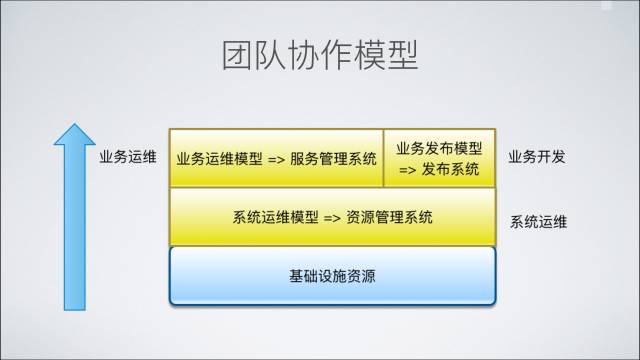 团队协作模型
业务运维
业务运维模型 => 服务管理系统
业务发布模型
=> 发布系统
业务开发
系统运维模型 => 资源管理系统
系统运维
基础设施资源